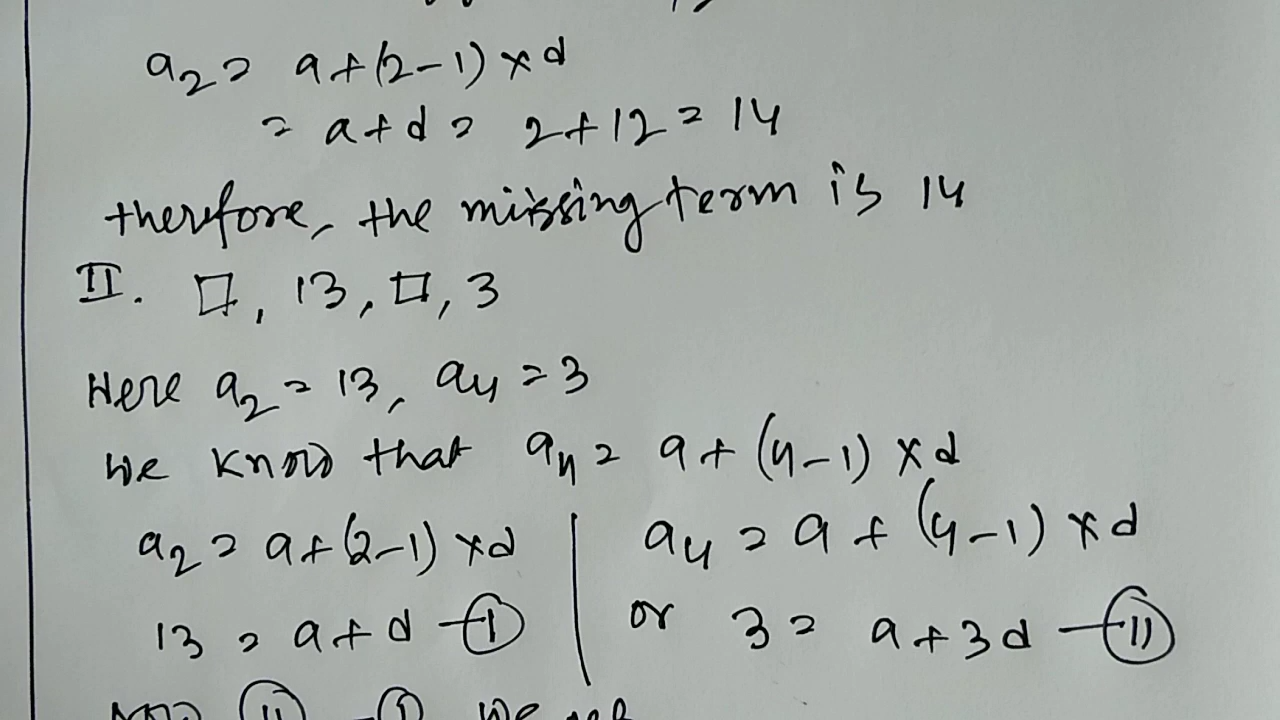 a₂ = a+(2-1)×d
= a+d = 2+12 = 14
therefore, the missing term is 14
II. □, 13, □, 3
Here a₂ = 13, a₄ = 3
We know that aₙ = a+(n-1)×d
a₂ = a+(2-1)×d
13 = a+d —Ⓘ
a₄ = a+(4-1)×d
or 3 = a+3d —(II)